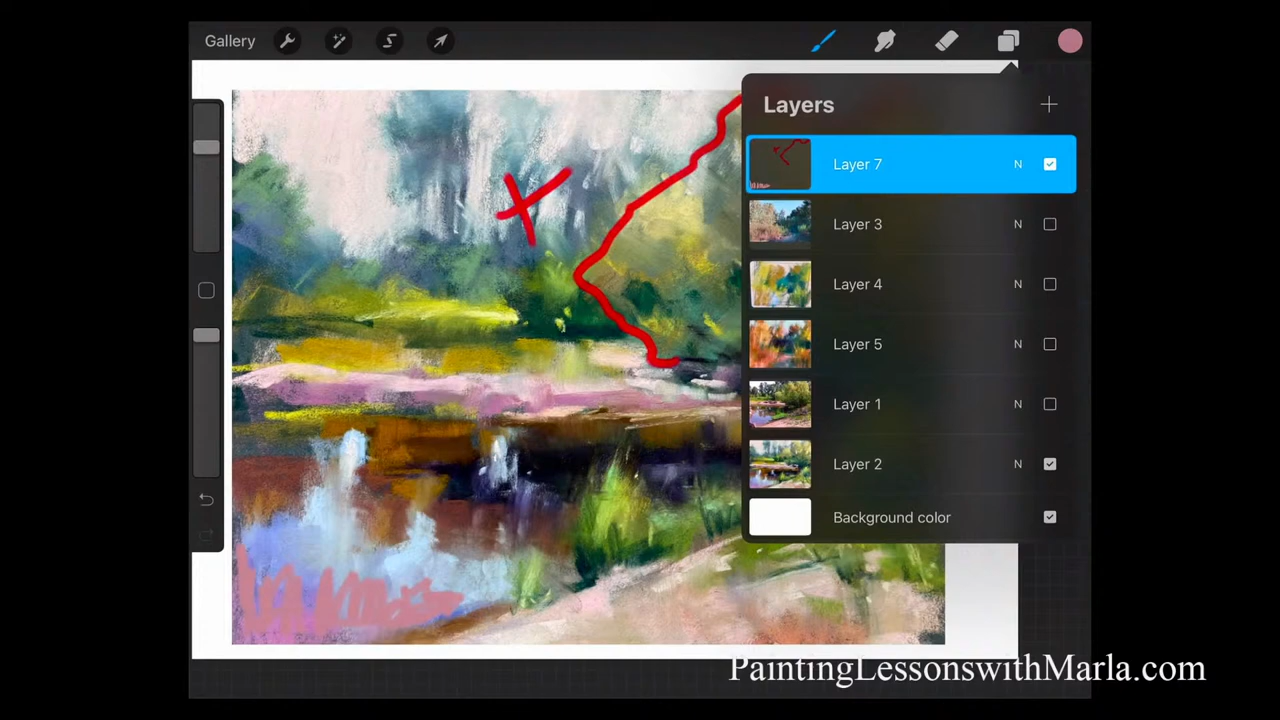 Gallery
Layers
Layer 7 N
Layer 3 N
Layer 4 N
Layer 5 N
Layer 1 N
Layer 2 N
Background color
PaintingLessonswithMarla.com